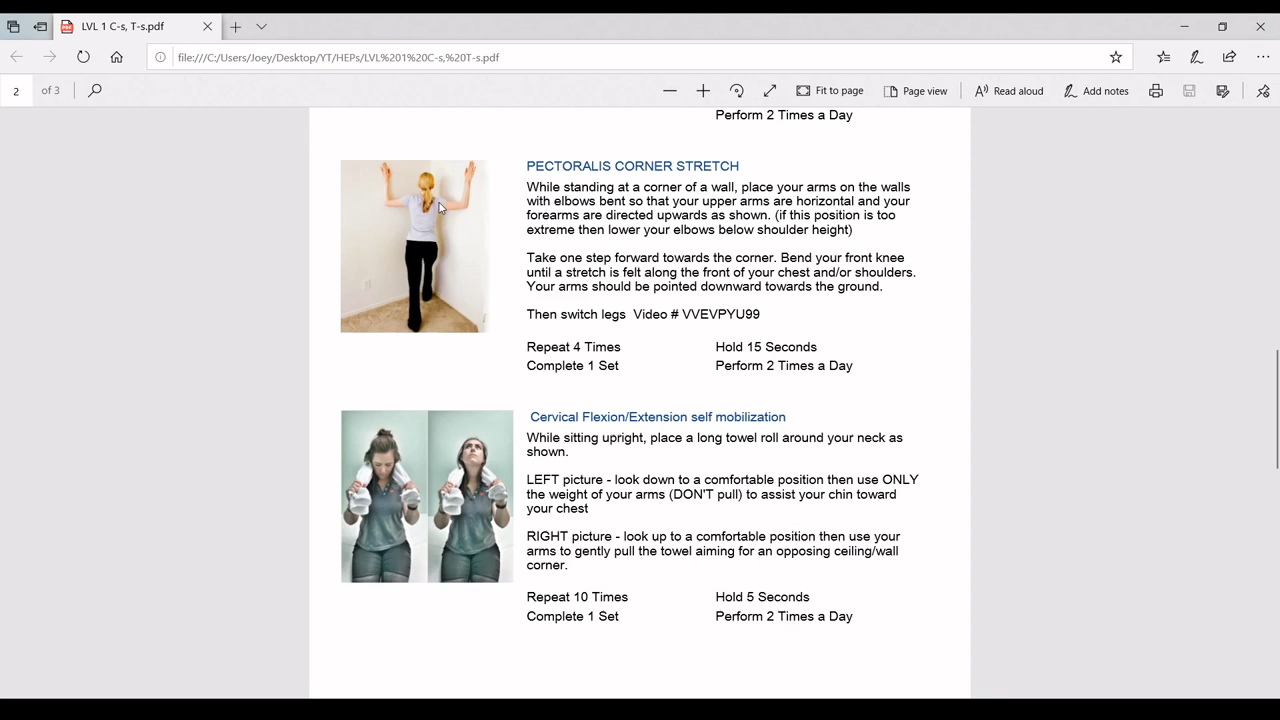 LVL 1 C-s, T-s.pdf
file:///C:/Users/Joey/Desktop/YT/HEPs/LVL%201%20C-s,%20T-s.pdf
2 of 3
Fit to page
Page view
Read aloud
Add notes
Perform 2 Times a Day
PECTORALIS CORNER STRETCH
While standing at a corner of a wall, place your arms on the walls
with elbows bent so that your upper arms are horizontal and your
forearms are directed upwards as shown. (if this position is too
extreme then lower your elbows below shoulder height)
Take one step forward towards the corner. Bend your front knee
until a stretch is felt along the front of your chest and/or shoulders.
Your arms should be pointed downward towards the ground.
Then switch legs  Video # VVEVPYU99
Repeat 4 Times
Hold 15 Seconds
Complete 1 Set
Perform 2 Times a Day
Cervical Flexion/Extension self mobilization
While sitting upright, place a long towel roll around your neck as
shown.
LEFT picture - look down to a comfortable position then use ONLY
the weight of your arms (DON'T pull) to assist your chin toward
your chest
RIGHT picture - look up to a comfortable position then use your
arms to gently pull the towel aiming for an opposing ceiling/wall
corner.
Repeat 10 Times
Hold 5 Seconds
Complete 1 Set
Perform 2 Times a Day